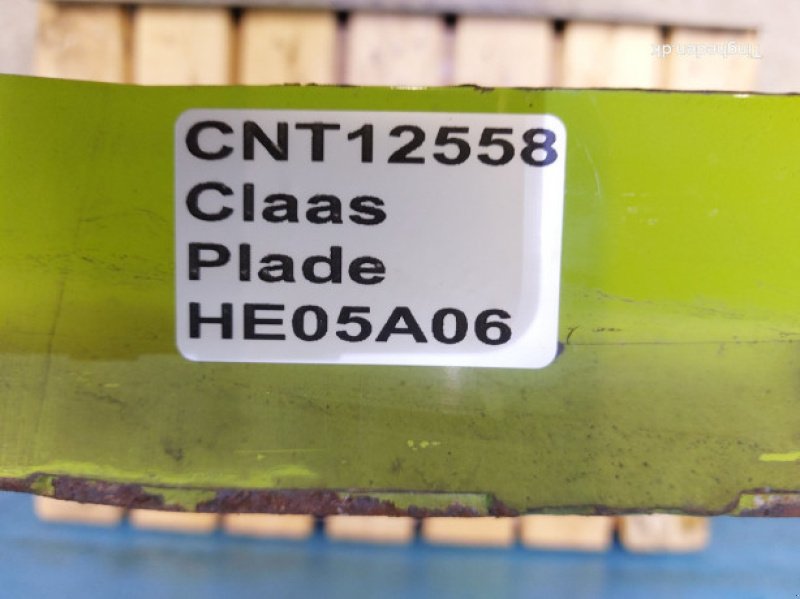 Tingheden.dk
CNT12558
Claas
Plade
HE05A06